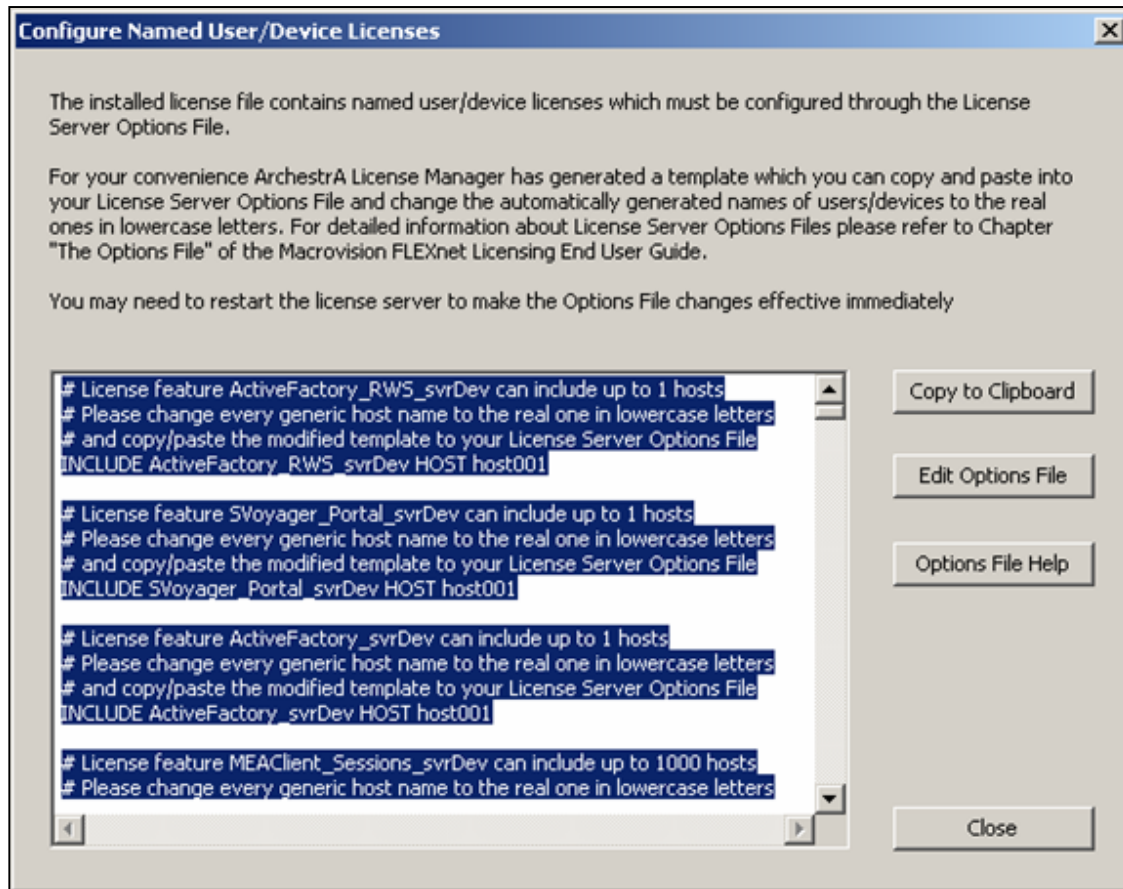 Configure Named User/Device Licenses
The installed license file contains named user/device licenses which must be configured through the License
Server Options File.
For your convenience ArchestrA License Manager has generated a template which you can copy and paste into
your License Server Options File and change the automatically generated names of users/devices to the real
ones in lowercase letters. For detailed information about License Server Options Files please refer to Chapter
"The Options File" of the Macrovision FLEXnet Licensing End User Guide.
You may need to restart the license server to make the Options File changes effective immediately
# License feature ActiveFactory_RWS_svrDev can include up to 1 hosts
# Please change every generic host name to the real one in lowercase letters
# and copy/paste the modified template to your License Server Options File
INCLUDE ActiveFactory_RWS_svrDev HOST host001
# License feature SVoyager_Portal_svrDev can include up to 1 hosts
# Please change every generic host name to the real one in lowercase letters
# and copy/paste the modified template to your License Server Options File
INCLUDE SVoyager_Portal_svrDev HOST host001
# License feature ActiveFactory_svrDev can include up to 1 hosts
# Please change every generic host name to the real one in lowercase letters
# and copy/paste the modified template to your License Server Options File
INCLUDE ActiveFactory_svrDev HOST host001
# License feature MEAClient_Sessions_svrDev can include up to 1000 hosts
# Please change every generic host name to the real one in lowercase letters
Copy to Clipboard
Edit Options File
Options File Help
Close